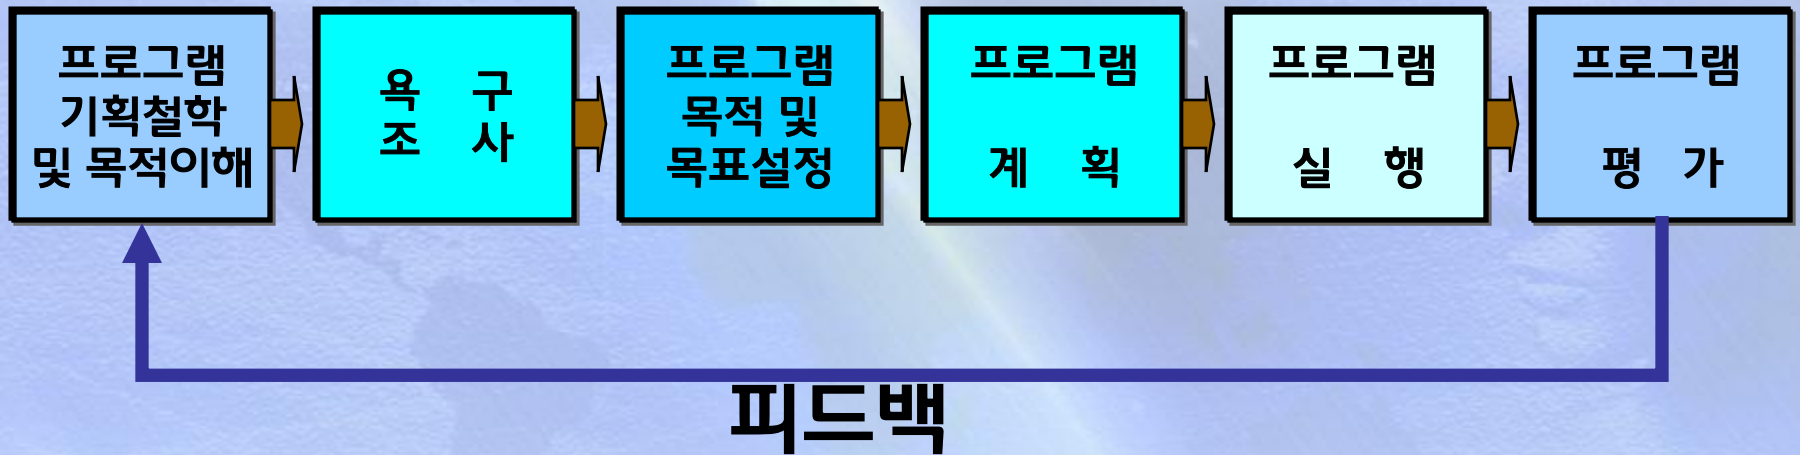 프로그램
기획철학
및 목적이해
욕 구
조 사
프로그램
목적 및
목표설정
프로그램
계 획
프로그램
실 행
프로그램
평 가
피드백